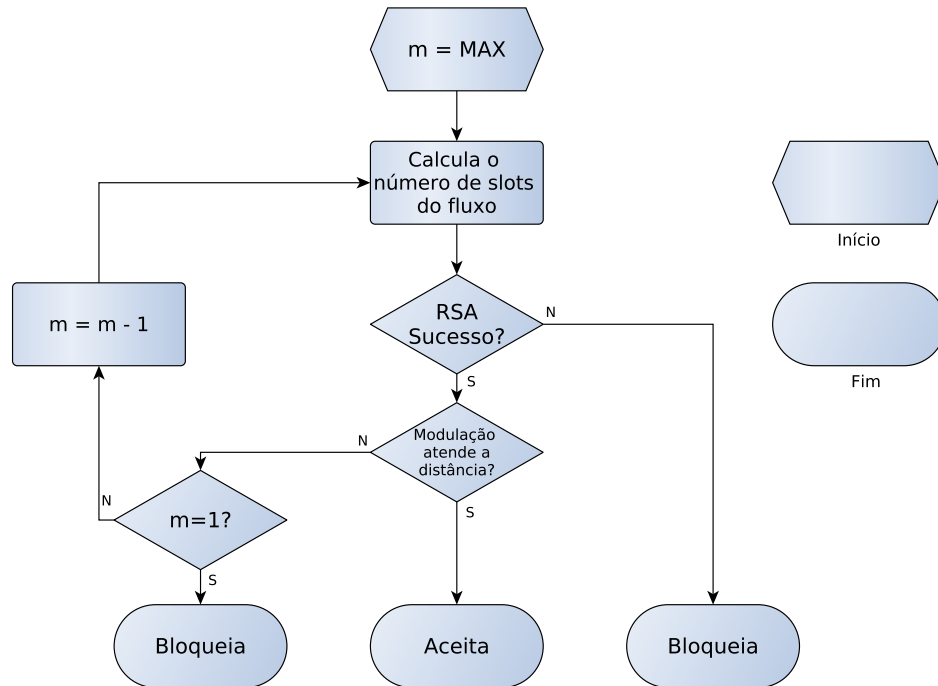 m = MAX
Calcula o
número de slots
do fluxo
Início
m = m - 1
RSA
Sucesso?
N
Fim
S
Modulação
atende a
distância?
N
S
m=1?
N
S
Bloqueia
Aceita
Bloqueia